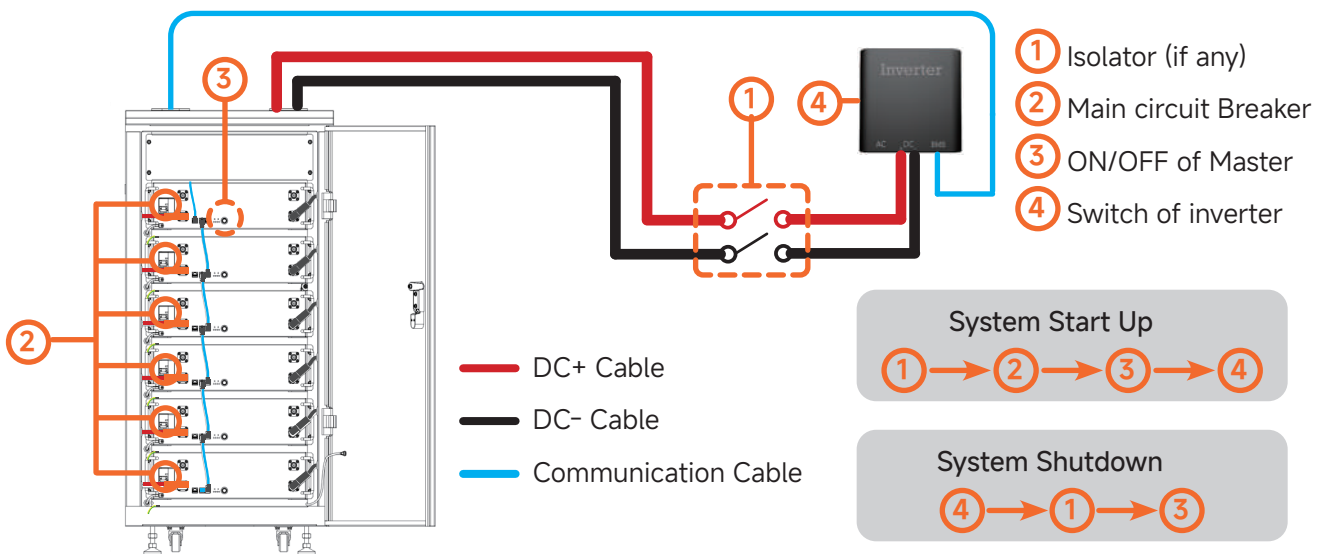 3
1
4
2
Inverter
AC DC BMS
1 Isolator (if any)
2 Main circuit Breaker
3 ON/OFF of Master
4 Switch of inverter
DC+ Cable
DC- Cable
Communication Cable
System Start Up
1 2 3 4
System Shutdown
4 1 3